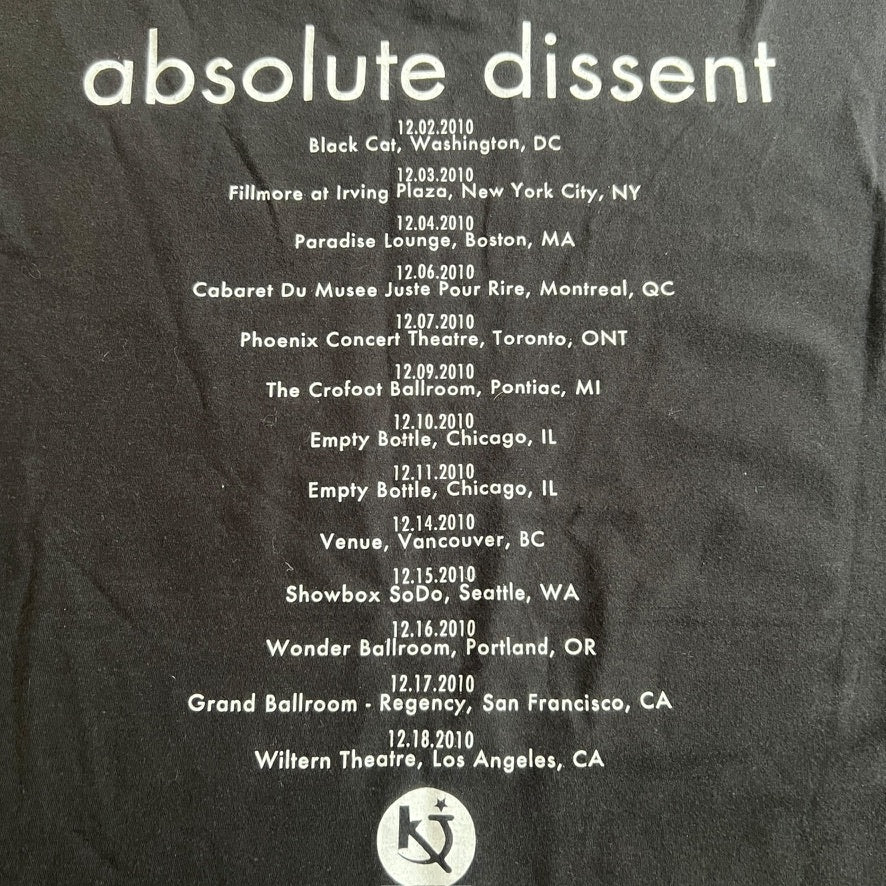 absolute dissent
12.02.2010
Black Cat, Washington, DC
12.03.2010
Fillmore at Irving Plaza, New York City, NY
12.04.2010
Paradise Lounge, Boston, MA
12.06.2010
Cabaret Du Musee Juste Pour Rire, Montreal, QC
12.07.2010
Phoenix Concert Theatre, Toronto, ONT
12.09.2010
The Crofoot Ballroom, Pontiac, MI
12.10.2010
Empty Bottle, Chicago, IL
12.11.2010
Empty Bottle, Chicago, IL
12.14.2010
Venue, Vancouver, BC
12.15.2010
Showbox SoDo, Seattle, WA
12.16.2010
Wonder Ballroom, Portland, OR
12.17.2010
Grand Ballroom - Regency, San Francisco, CA
12.18.2010
Wiltern Theatre, Los Angeles, CA
kj